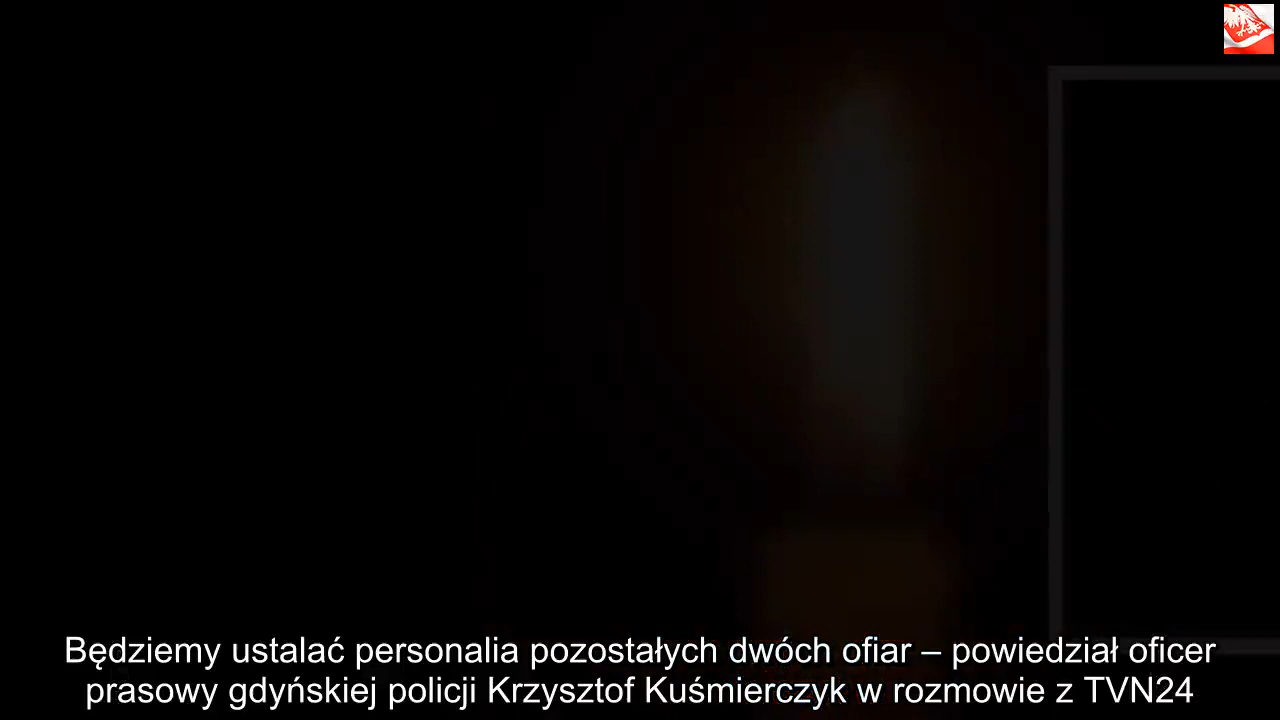 Będziemy ustalać personalia pozostałych dwóch ofiar – powiedział oficer
prasowy gdyńskiej policji Krzysztof Kuśmierczyk w rozmowie z TVN24